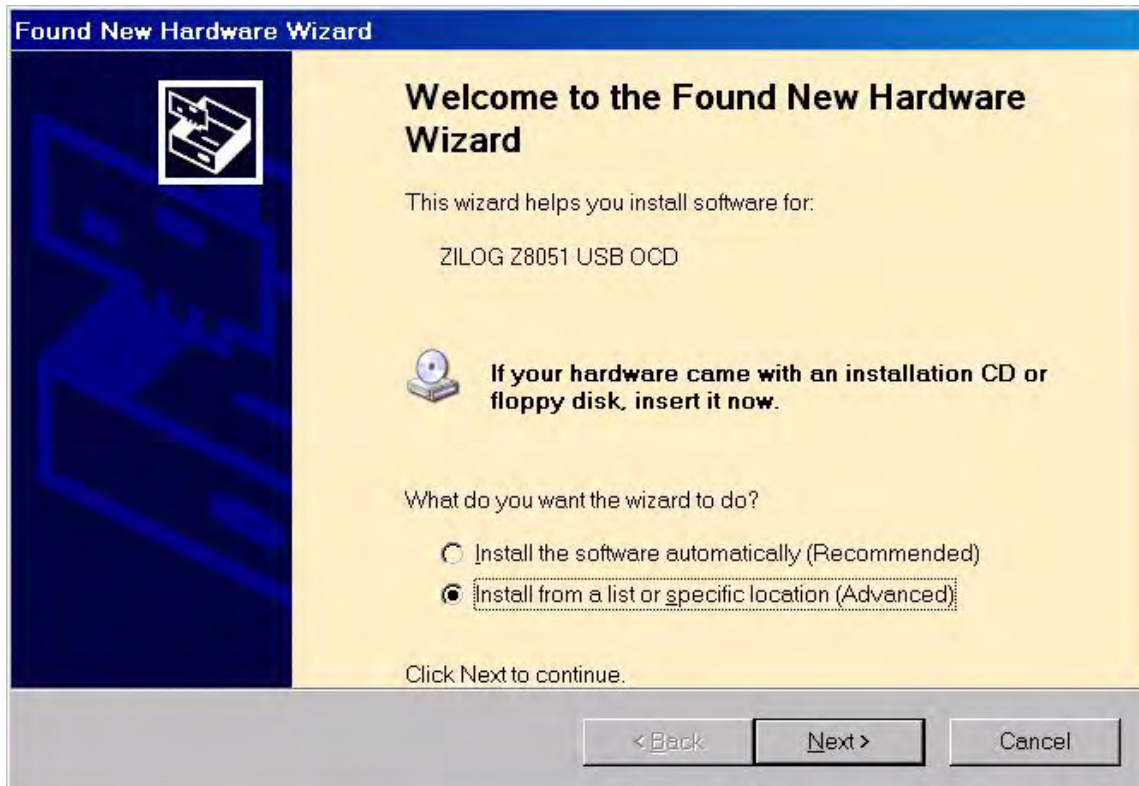 Found New Hardware Wizard
Welcome to the Found New Hardware
Wizard
This wizard helps you install software for:
ZILOG Z8051 USB OCD
If your hardware came with an installation CD or
floppy disk, insert it now.
What do you want the wizard to do?
Install the software automatically (Recommended)
Install from a list or specific location (Advanced)
Click Next to continue.
< Back
Next >
Cancel